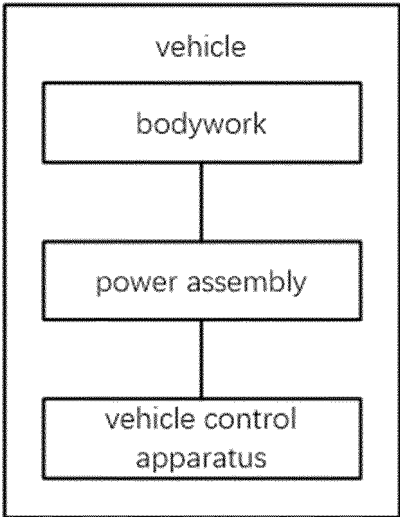 vehicle
bodywork
power assembly
vehicle control
apparatus